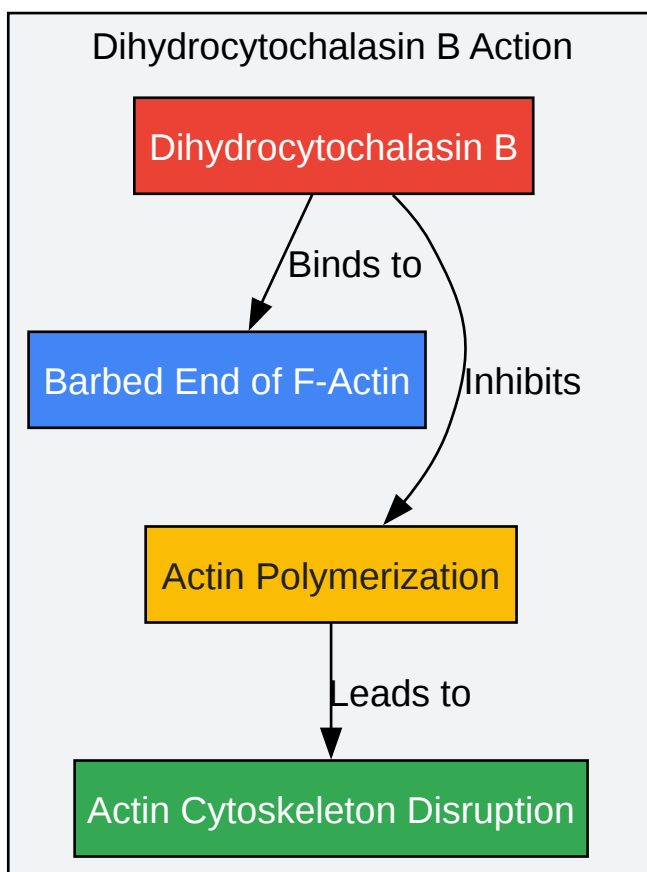 Dihydrocytochalasin B Action
Dihydrocytochalasin B
Binds to
Barbed End of F-Actin
Inhibits
Actin Polymerization
Leads to
Actin Cytoskeleton Disruption